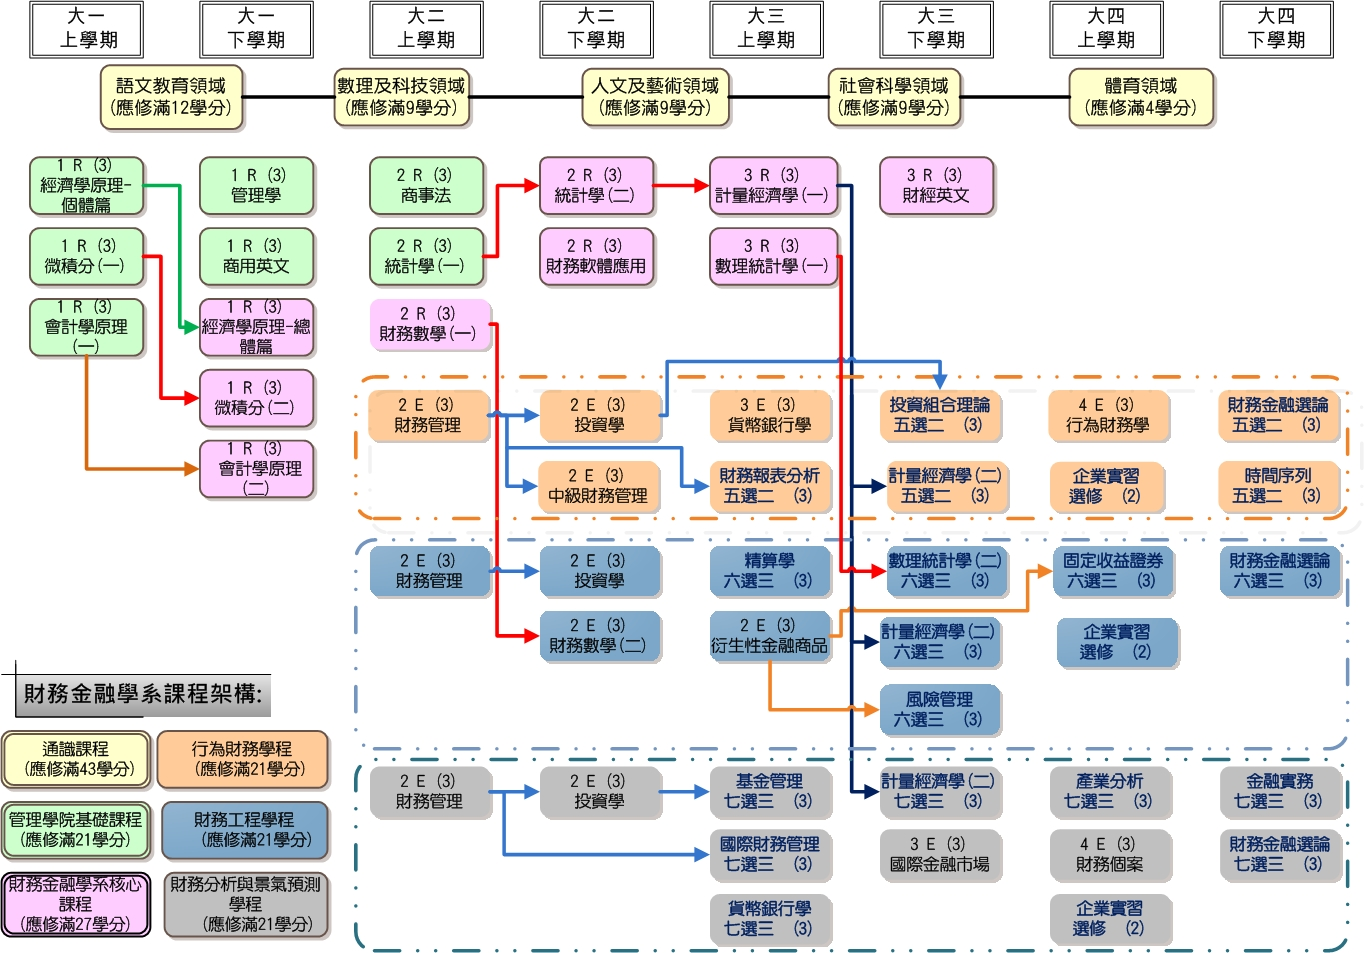 大一
上學期
大一
下學期
大二
上學期
大二
下學期
大三
上學期
大三
下學期
大四
上學期
大四
下學期
語文教育領域
(應修滿12學分)
數理及科技領域
(應修滿9學分)
人文及藝術領域
(應修滿9學分)
社會科學領域
(應修滿9學分)
體育領域
(應修滿4學分)
1 R (3)
經濟學原理-
個體篇
1 R (3)
管理學
2 R (3)
商事法
2 R (3)
統計學(二)
3 R (3)
計量經濟學(一)
3 R (3)
財經英文
1 R (3)
微積分(一)
1 R (3)
商用英文
2 R (3)
統計學(一)
2 R (3)
財務軟體應用
3 R (3)
數理統計學(一)
1 R (3)
會計學原理
(一)
1 R (3)
經濟學原理-總
體篇
2 R (3)
財務數學(一)
1 R (3)
微積分(二)
1 R (3)
會計學原理
(二)
2 E (3)
財務管理
2 E (3)
投資學
3 E (3)
貨幣銀行學
投資組合理論
五選二 (3)
4 E (3)
行為財務學
財務金融選論
五選二 (3)
2 E (3)
中級財務管理
財務報表分析
五選二 (3)
計量經濟學(二)
五選二 (3)
企業實習
選修 (2)
時間序列
五選二 (3)
2 E (3)
財務管理
2 E (3)
投資學
精算學
六選三 (3)
數理統計學(二)
六選三 (3)
固定收益證券
六選三 (3)
財務金融選論
六選三 (3)
2 E (3)
財務數學(二)
2 E (3)
衍生性金融商品
計量經濟學(二)
六選三 (3)
企業實習
選修 (2)
風險管理
六選三 (3)
財務金融學系課程架構:
通識課程
(應修滿43學分)
行為財務學程
(應修滿21學分)
管理學院基礎課程
(應修滿21學分)
財務工程學程
(應修滿21學分)
財務金融學系核心
課程
(應修滿27學分)
財務分析與景氣預測
學程
(應修滿21學分)
2 E (3)
財務管理
2 E (3)
投資學
基金管理
七選三 (3)
計量經濟學(二)
七選三 (3)
產業分析
七選三 (3)
金融實務
七選三 (3)
國際財務管理
七選三 (3)
3 E (3)
國際金融市場
4 E (3)
財務個案
財務金融選論
七選三 (3)
貨幣銀行學
七選三 (3)
企業實習
選修 (2)